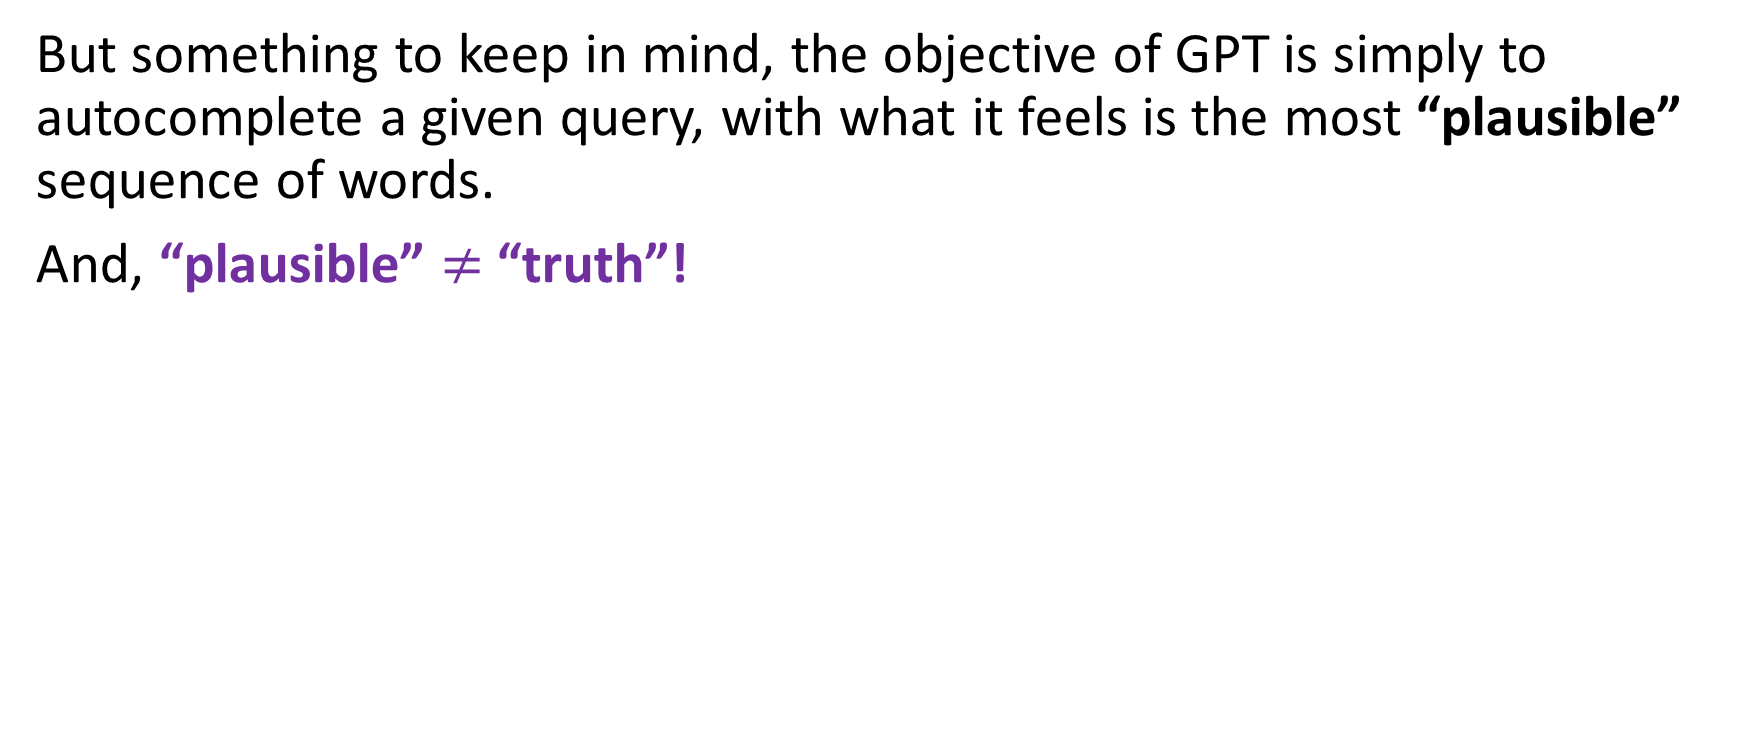 But something to keep in mind, the objective of GPT is simply to
autocomplete a given query, with what it feels is the most “plausible”
sequence of words.
And, “plausible” ≠ “truth”!